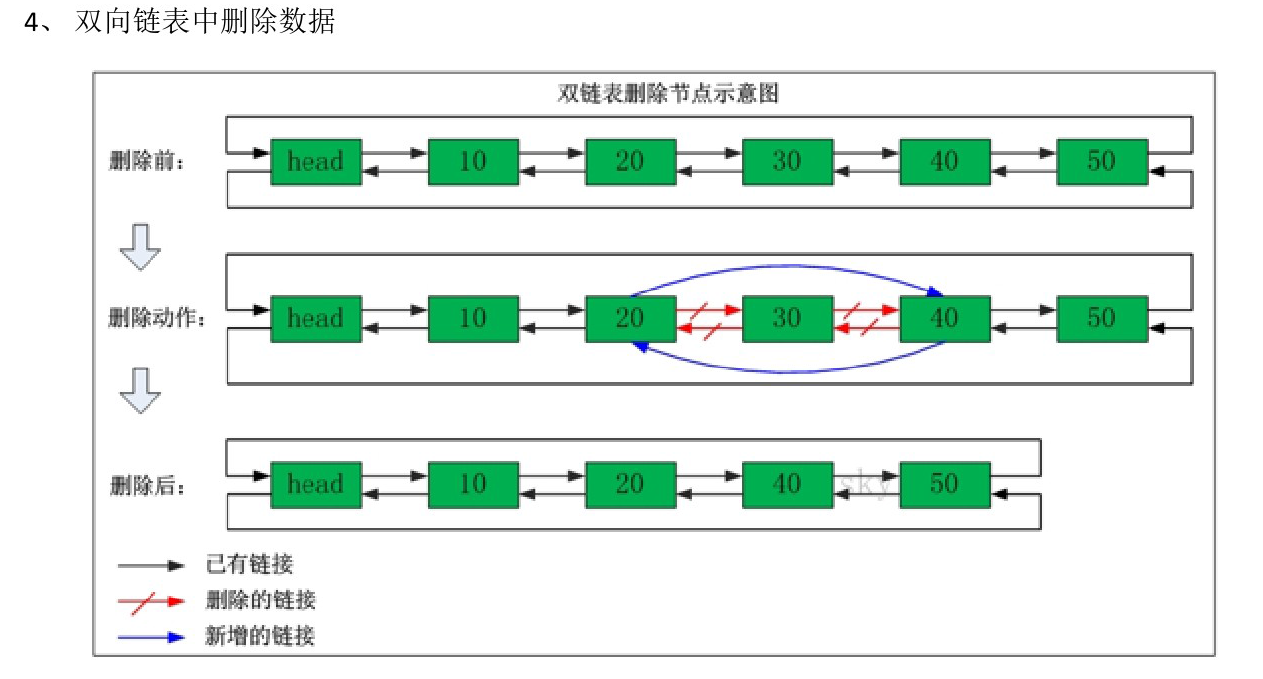 4、 双向链表中删除数据
双链表删除节点示意图
删除前：
head 10 20 30 40 50
删除动作：
head 10 20 30 40 50
删除后：
head 10 20 40 50
sky
已有链接
删除的链接
新增的链接